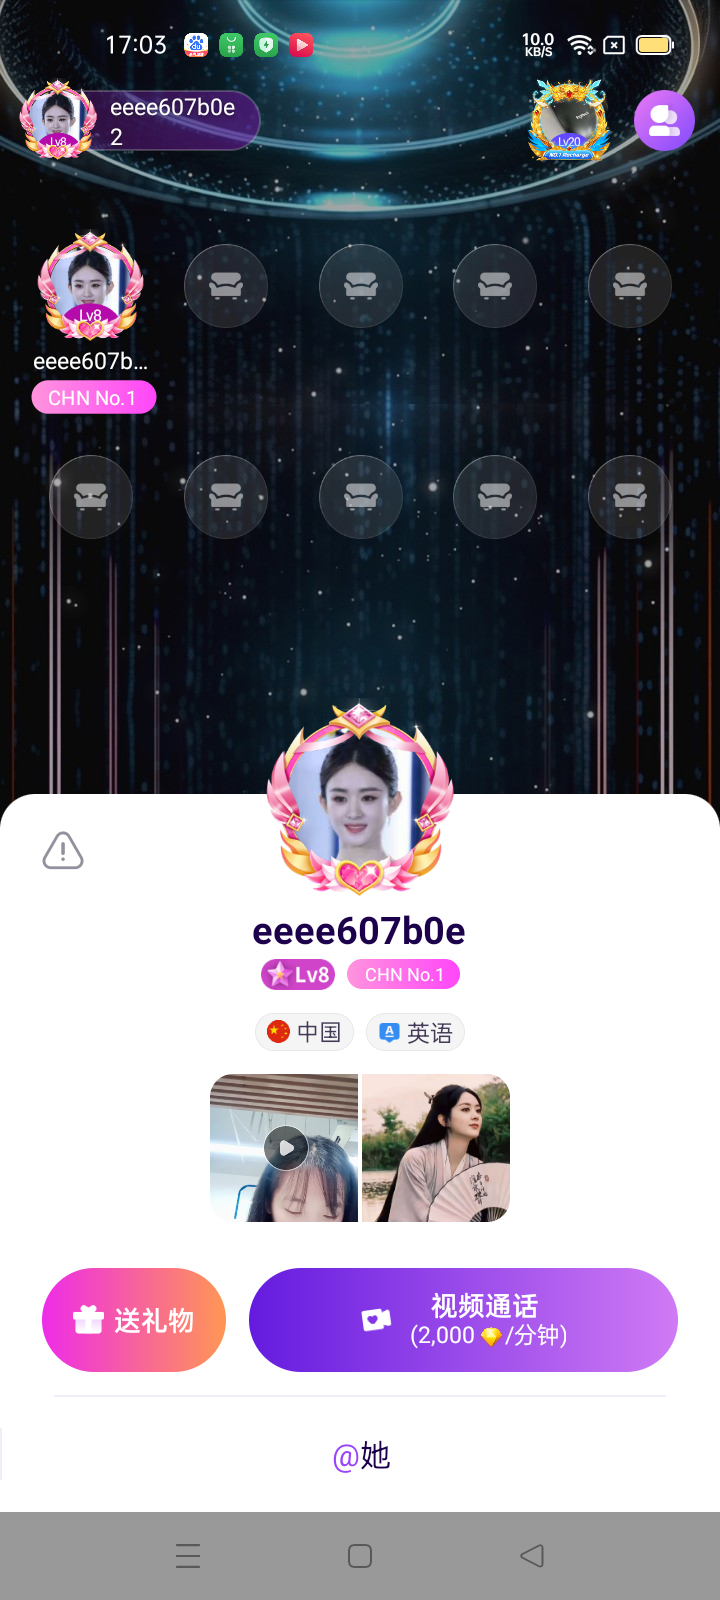 17:03
10.0
KB/S
eeee607b0e
2
Lv8
Lv20
NO.1 Recharge
Lv8
eeee607b...
CHN No.1
eeee607b0e
Lv8
CHN No.1
中国
A 英语
送礼物
视频通话
(2,000 /分钟)
@她